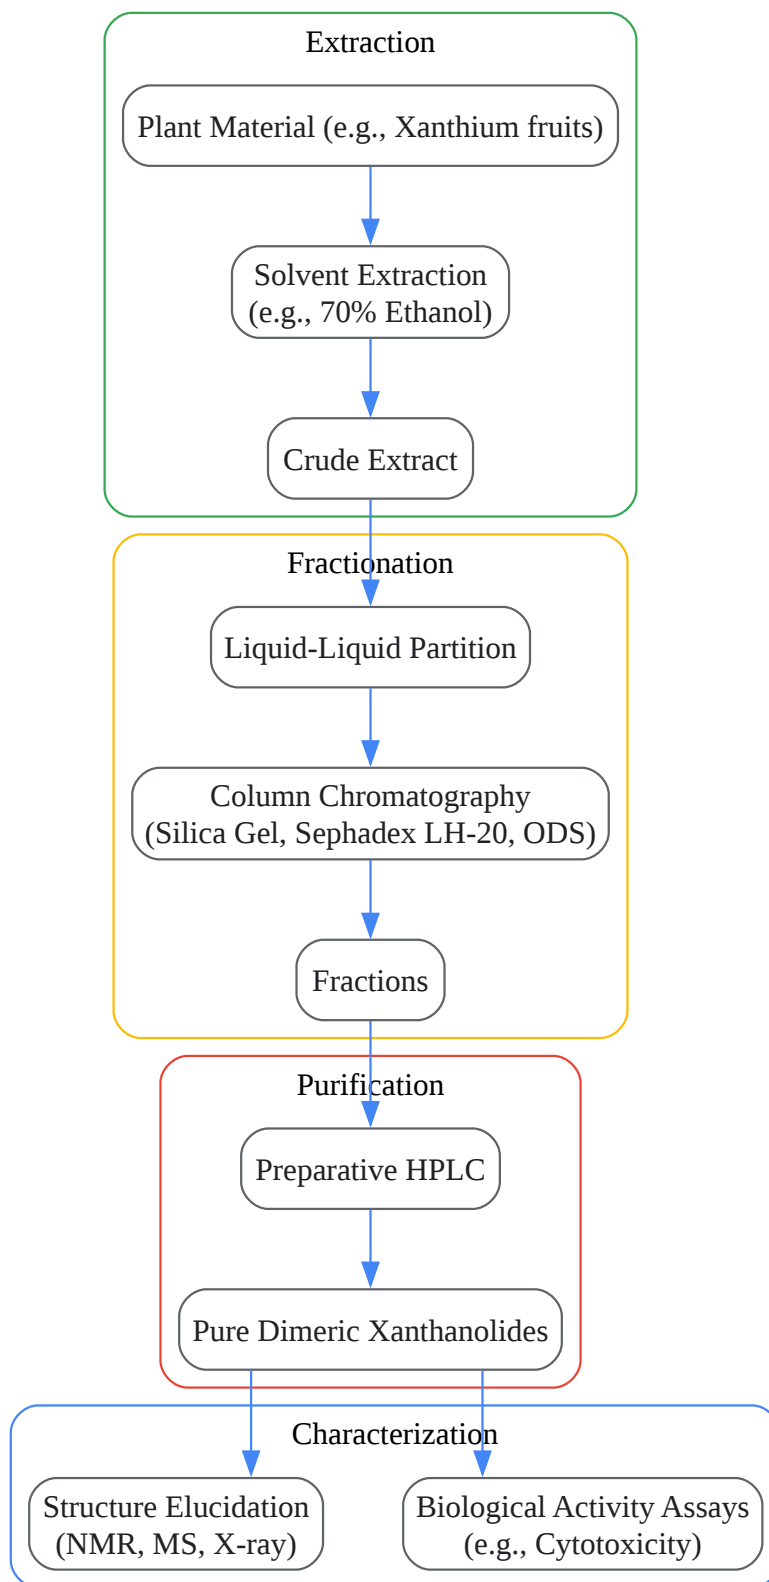 Extraction
Plant Material (e.g., Xanthium fruits)
Solvent Extraction
(e.g., 70% Ethanol)
Crude Extract
Fractionation
Liquid-Liquid Partition
Column Chromatography
(Silica Gel, Sephadex LH-20, ODS)
Fractions
Purification
Preparative HPLC
Pure Dimeric Xanthanolides
Characterization
Structure Elucidation
(NMR, MS, X-ray)
Biological Activity Assays
(e.g., Cytotoxicity)